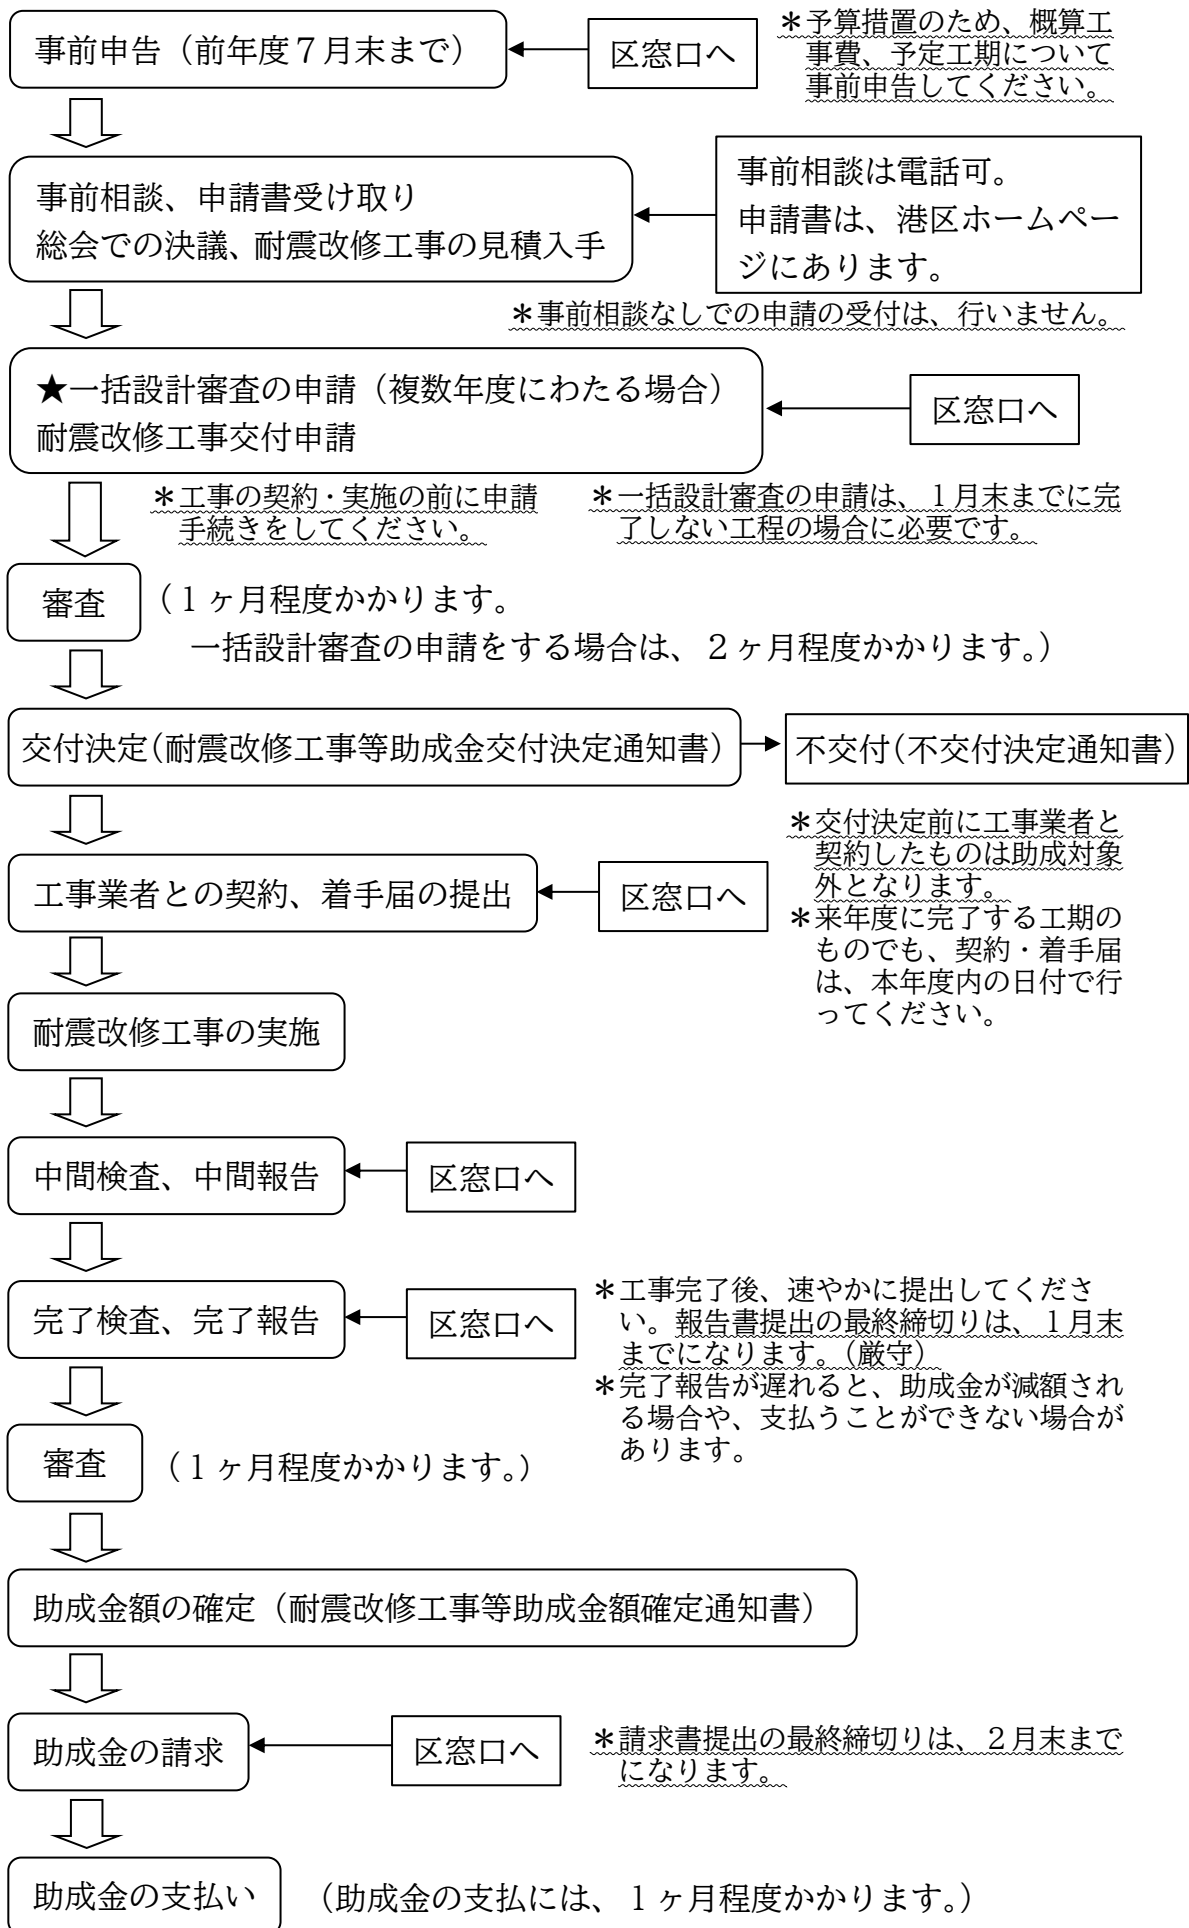 事前申告（前年度７月末まで）
区窓口へ
＊予算措置のため、概算工
事費、予定工期について
事前申告してください。
事前相談、申請書受け取り
総会での決議、耐震改修工事の見積入手
事前相談は電話可。
申請書は、港区ホームペー
ジにあります。
＊事前相談なしでの申請の受付は、行いません。
★一括設計審査の申請（複数年度にわたる場合）
耐震改修工事交付申請
区窓口へ
＊工事の契約・実施の前に申請
手続きをしてください。
＊一括設計審査の申請は、１月末までに完
了しない工程の場合に必要です。
審査
（１ヶ月程度かかります。
一括設計審査の申請をする場合は、２ヶ月程度かかります。）
交付決定（耐震改修工事等助成金交付決定通知書）
不交付（不交付決定通知書）
＊交付決定前に工事業者と
契約したものは助成対象
外となります。
＊来年度に完了する工期の
ものでも、契約・着手届
は、本年度内の日付で行
ってください。
工事業者との契約、着手届の提出
区窓口へ
耐震改修工事の実施
中間検査、中間報告
区窓口へ
完了検査、完了報告
区窓口へ
＊工事完了後、速やかに提出してくださ
い。報告書提出の最終締切りは、１月末
までになります。（厳守）
＊完了報告が遅れると、助成金が減額され
る場合や、支払うことができない場合が
あります。
審査
（１ヶ月程度かかります。）
助成金額の確定（耐震改修工事等助成金額確定通知書）
助成金の請求
区窓口へ
＊請求書提出の最終締切りは、２月末まで
になります。
助成金の支払い
（助成金の支払には、１ヶ月程度かかります。）